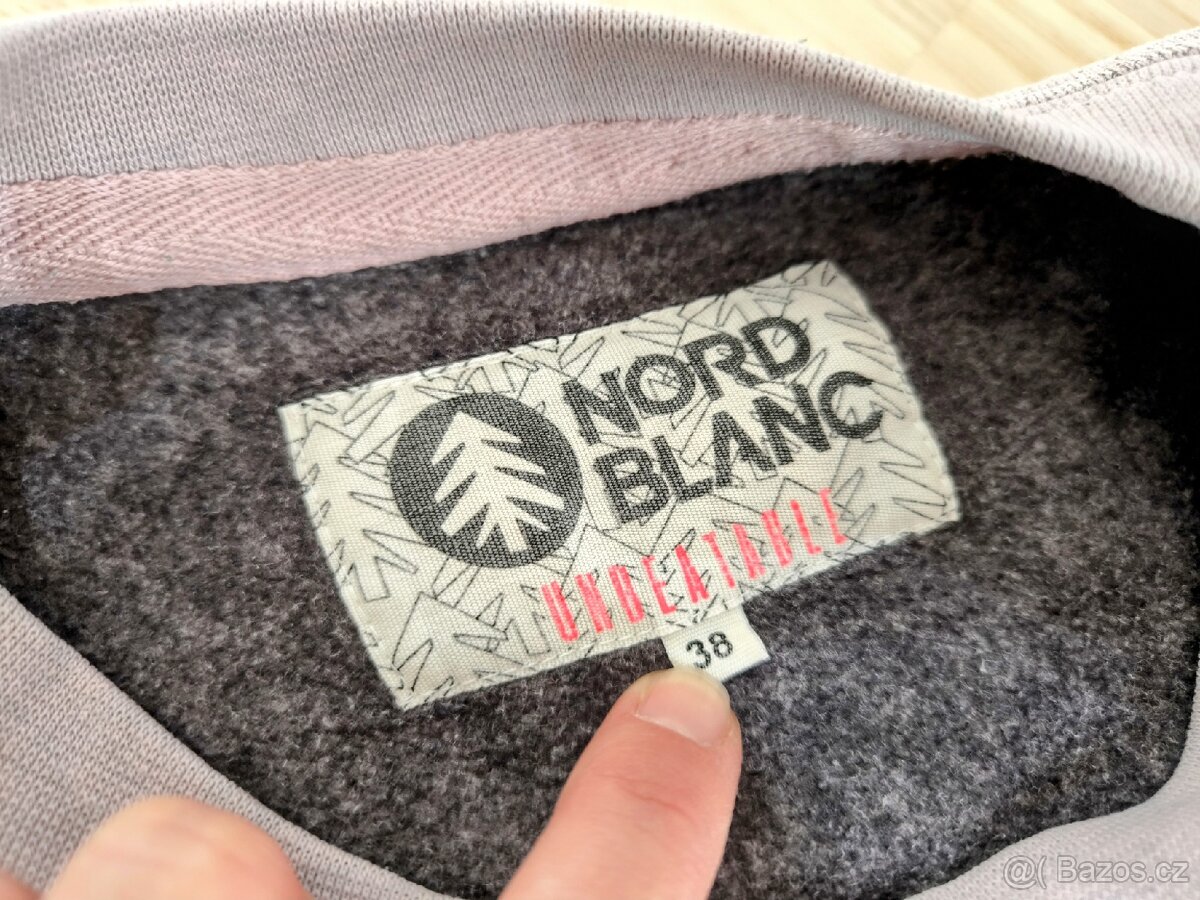 NORD
BLANC
UNBEATABLE
38
@( Bazos.cz